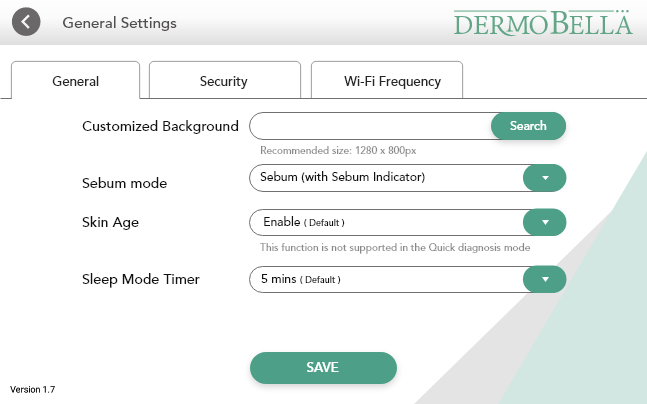 General Settings
DERMOBELLA
General
Security
Wi-Fi Frequency
Customized Background
Search
Recommended size: 1280 x 800px
Sebum mode
Sebum (with Sebum Indicator)
Skin Age
Enable ( Default )
This function is not supported in the Quick diagnosis mode
Sleep Mode Timer
5 mins ( Default )
SAVE
Version 1.7